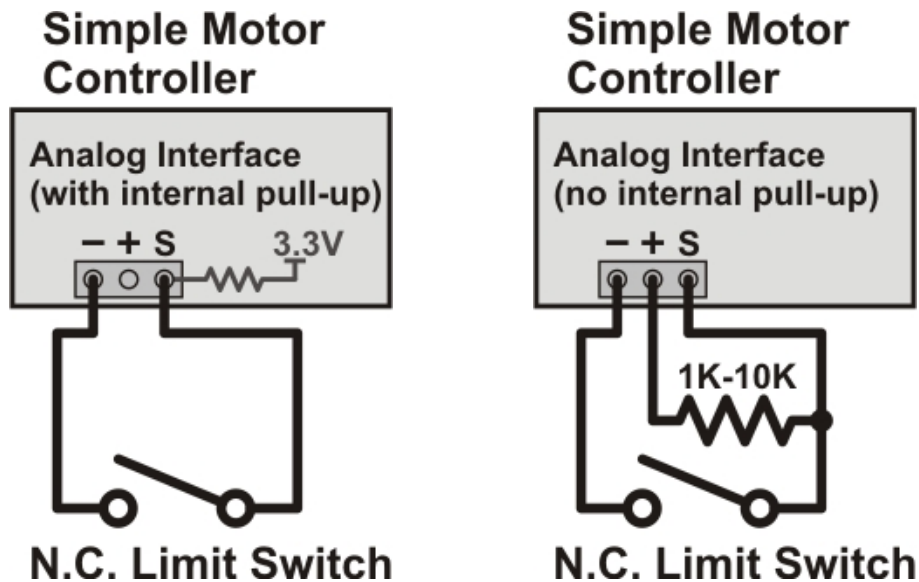 Simple Motor
Controller
Analog Interface
(with internal pull-up)
− + S
3.3V
N.C. Limit Switch
Simple Motor
Controller
Analog Interface
(no internal pull-up)
− + S
1K-10K
N.C. Limit Switch